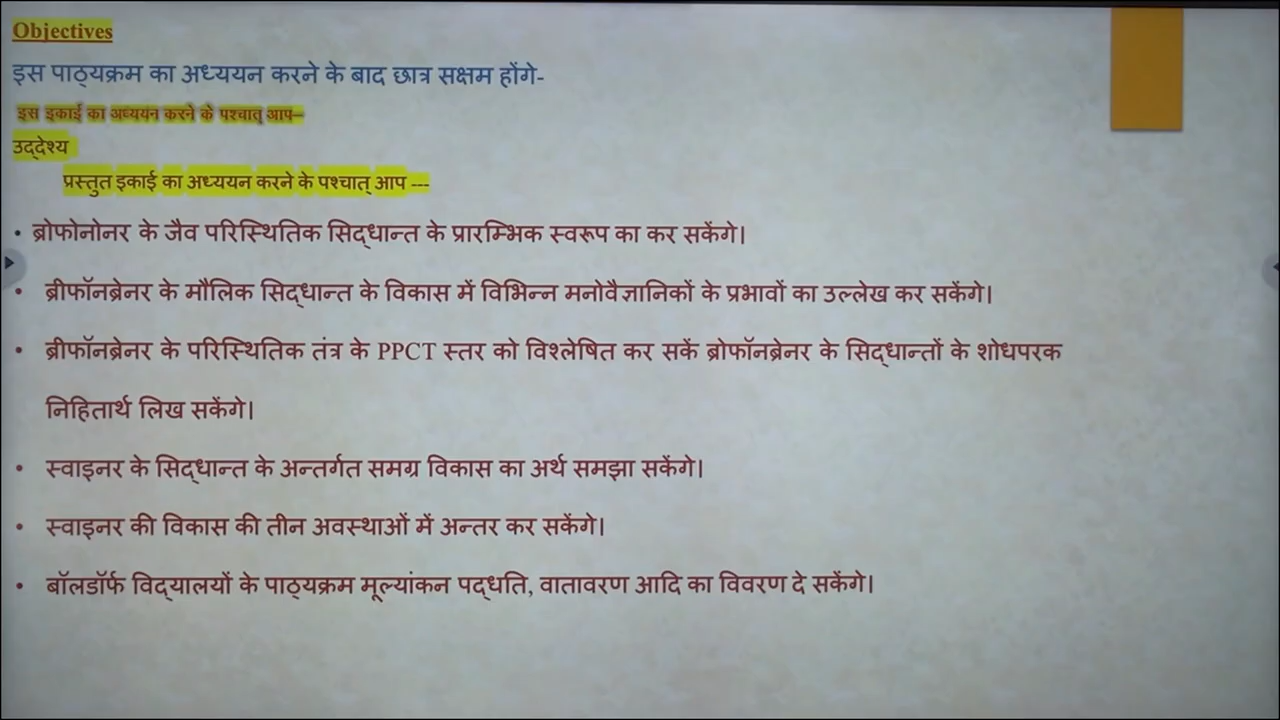 Objectives
इस पाठ्यक्रम का अध्ययन करने के बाद छात्र सक्षम होंगे-
इस इकाई का अध्ययन करने के पश्चात् आप—
उद्देश्य
प्रस्तुत इकाई का अध्ययन करने के पश्चात् आप ---
• ब्रोफोनोनर के जैव परिस्थितिक सिद्धान्त के प्रारम्भिक स्वरूप का कर सकेंगे।
• ब्रीफॉनब्रेनर के मौलिक सिद्धान्त के विकास में विभिन्न मनोवैज्ञानिकों के प्रभावों का उल्लेख कर सकेंगे।
• ब्रीफॉनब्रेनर के परिस्थितिक तंत्र के PPCT स्तर को विश्लेषित कर सकें ब्रोफॉनब्रेनर के सिद्धान्तों के शोधपरक
निहितार्थ लिख सकेंगे।
• स्वाइनर के सिद्धान्त के अन्तर्गत समग्र विकास का अर्थ समझा सकेंगे।
• स्वाइनर की विकास की तीन अवस्थाओं में अन्तर कर सकेंगे।
• बॉलडॉर्फ विद्यालयों के पाठ्यक्रम मूल्यांकन पद्धति, वातावरण आदि का विवरण दे सकेंगे।